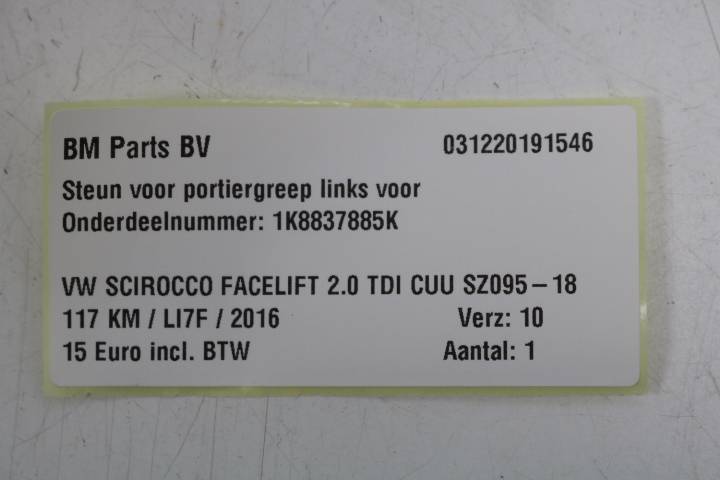 BM Parts BV 031220191546
Steun voor portiergreep links voor
Onderdeelnummer: 1K8837885K
VW SCIROCCO FACELIFT 2.0 TDI CUU SZ095-18
117 KM / LI7F / 2016 Verz: 10
15 Euro incl. BTW Aantal: 1